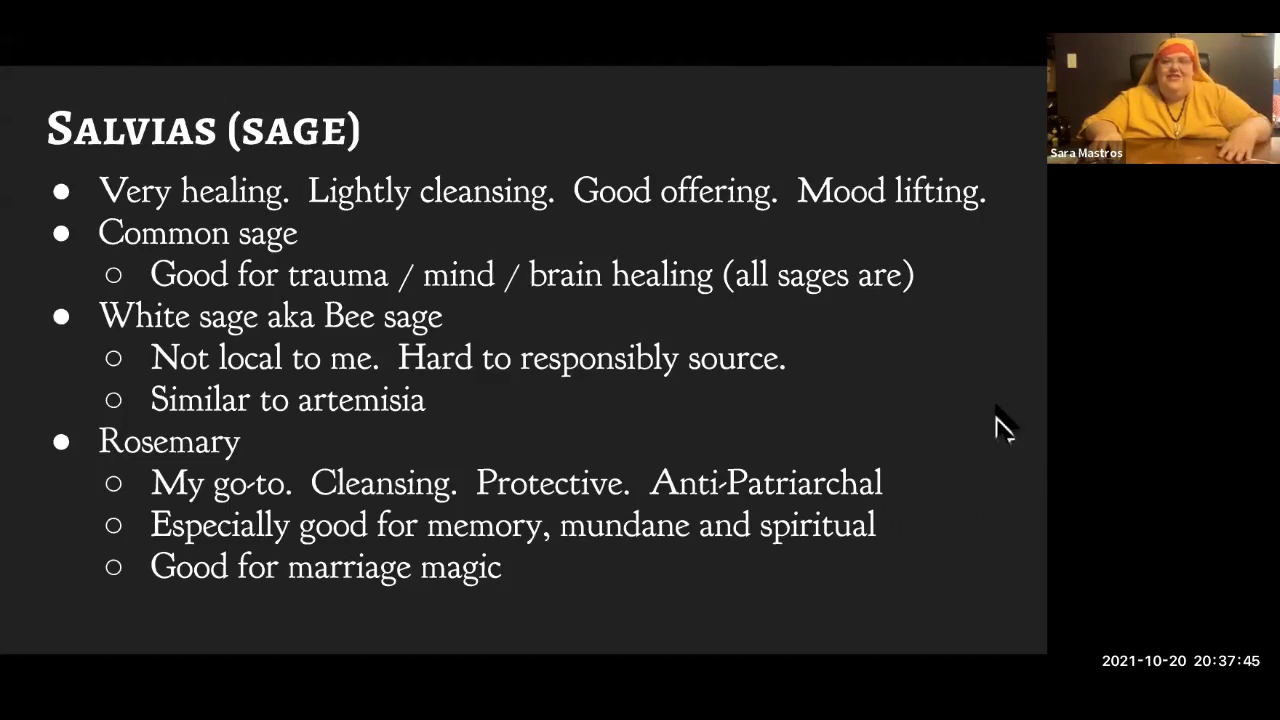 Salvias (sage)
● Very healing.  Lightly cleansing.  Good offering.  Mood lifting.
● Common sage
○ Good for trauma / mind / brain healing (all sages are)
● White sage aka Bee sage
○ Not local to me.  Hard to responsibly source.
○ Similar to artemisia
● Rosemary
○ My go-to.  Cleansing.  Protective.  Anti-Patriarchal
○ Especially good for memory, mundane and spiritual
○ Good for marriage magic
Sara Mastros
2021-10-20 20:37:45